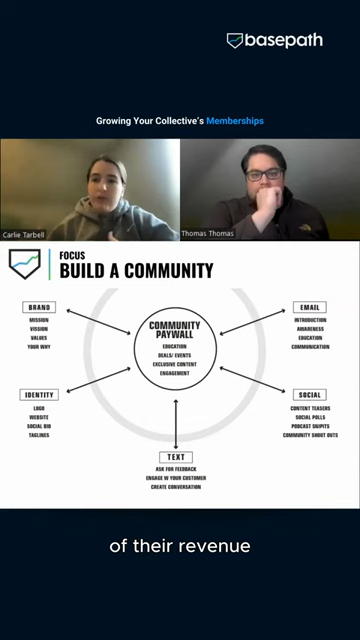 basepath
Growing Your Collective's Memberships
Carlie Tarbell
Thomas Thomas
FOCUS
BUILD A COMMUNITY
BRAND
MISSION
VISSION
VALUES
YOUR WHY
COMMUNITY
PAYWALL
EDUCATION
DEALS/ EVENTS
EXCLUSIVE CONTENT
ENGAGEMENT
EMAIL
INTRODUCTION
AWARENESS
EDUCATION
COMMUNICATION
IDENTITY
LOGO
WEBSITE
SOCIAL BIO
TAGLINES
SOCIAL
CONTENT TEASERS
SOCIAL POLLS
PODCAST SNIPITS
COMMUNITY SHOUT OUTS
TEXT
ASK FOR FEEDBACK
ENGAGE W YOUR CUSTOMER
CREATE CONVERSATION
of their revenue